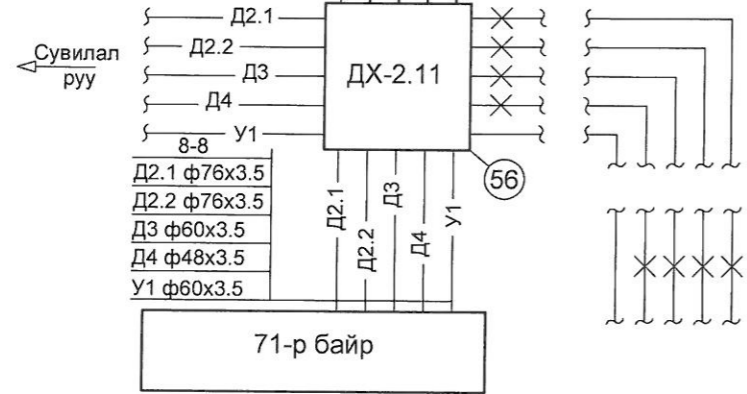 Д2.1
Д2.2
Д3
Д4
У1
Сувилал
руу
ДХ-2.11
56
8-8
Д2.1 ф76х3.5
Д2.2 ф76х3.5
Д3 ф60х3.5
Д4 ф48х3.5
У1 ф60х3.5
Д2.1
Д2.2
Д3
Д4
У1
71-р байр